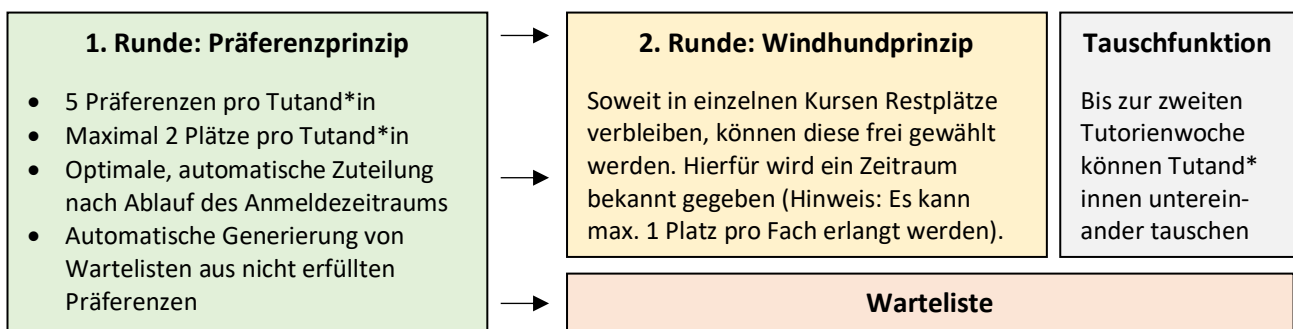 1. Runde: Präferenzprinzip
• 5 Präferenzen pro Tutand*in
• Maximal 2 Plätze pro Tutand*in
• Optimale, automatische Zuteilung
nach Ablauf des Anmeldezeitraums
• Automatische Generierung von
Wartelisten aus nicht erfüllten
Präferenzen
2. Runde: Windhundprinzip
Soweit in einzelnen Kursen Restplätze
verbleiben, können diese frei gewählt
werden. Hierfür wird ein Zeitraum
bekannt gegeben (Hinweis: Es kann
max. 1 Platz pro Fach erlangt werden).
Tauschfunktion
Bis zur zweiten
Tutorienwoche
können Tutand*
innen unterein-
ander tauschen
Warteliste